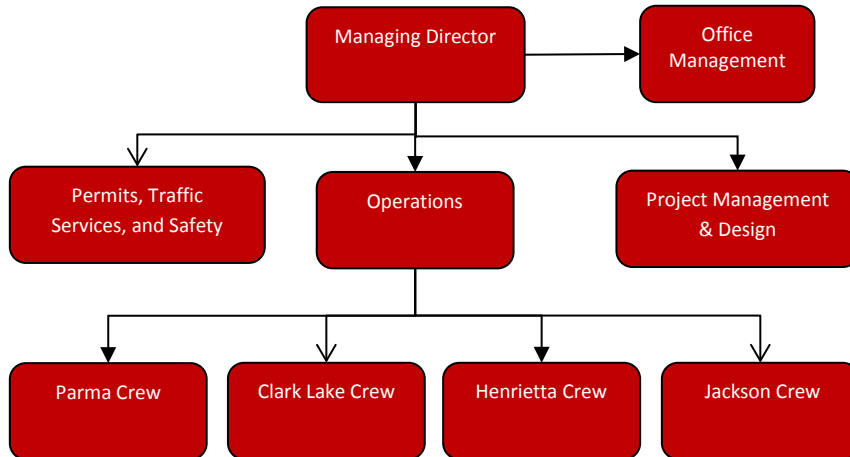 Managing Director
Office
Management
Permits, Traffic
Services, and Safety
Operations
Project Management
& Design
Parma Crew
Clark Lake Crew
Henrietta Crew
Jackson Crew